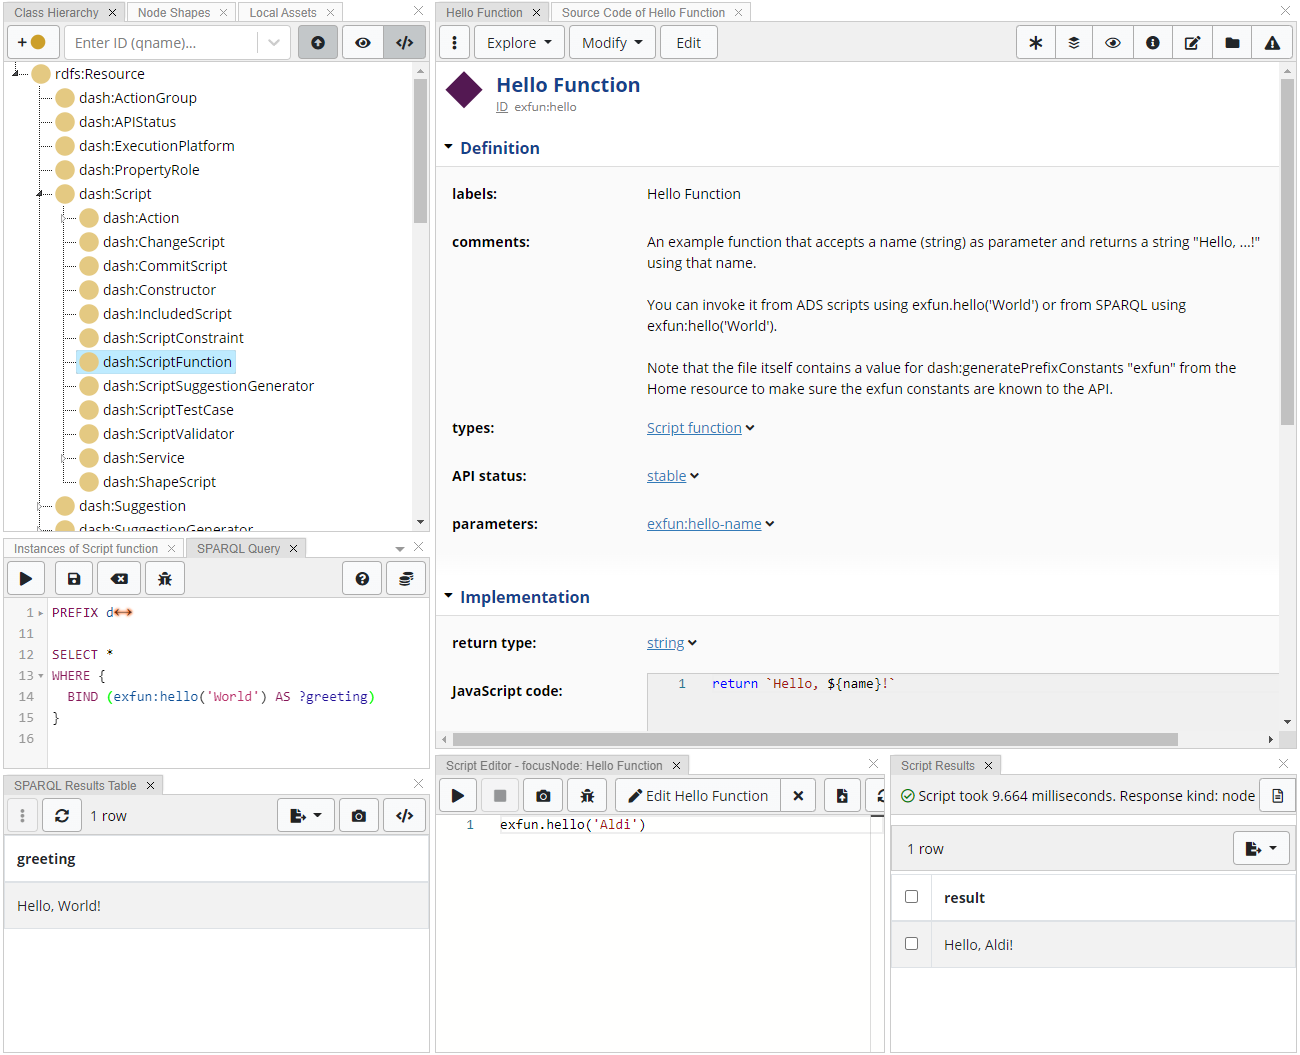 Class Hierarchy
Node Shapes
Local Assets
Enter ID (qname)...
rdfs:Resource
dash:ActionGroup
dash:APIStatus
dash:ExecutionPlatform
dash:PropertyRole
dash:Script
dash:Action
dash:ChangeScript
dash:CommitScript
dash:Constructor
dash:IncludedScript
dash:ScriptConstraint
dash:ScriptFunction
dash:ScriptSuggestionGenerator
dash:ScriptTestCase
dash:ScriptValidator
dash:Service
dash:ShapeScript
dash:Suggestion
dash:SuggestionGenerator
Instances of Script function
SPARQL Query
1 PREFIX d
11
12 SELECT *
13 WHERE {
14 BIND (exfun:hello('World') AS ?greeting)
15 }
16
SPARQL Results Table
1 row
greeting
Hello, World!
Hello Function
Source Code of Hello Function
Explore
Modify
Edit
Hello Function
ID exfun:hello
Definition
labels: Hello Function
comments: An example function that accepts a name (string) as parameter and returns a string "Hello, ...!"
using that name.
You can invoke it from ADS scripts using exfun.hello('World') or from SPARQL using
exfun:hello('World').
Note that the file itself contains a value for dash:generatePrefixConstants "exfun" from the
Home resource to make sure the exfun constants are known to the API.
types: Script function
API status: stable
parameters: exfun:hello-name
Implementation
return type: string
JavaScript code: 1 return `Hello, ${name}!`
Script Editor - focusNode: Hello Function
Edit Hello Function
1 exfun.hello('Aldi')
Script Results
Script took 9.664 milliseconds. Response kind: node
1 row
result
Hello, Aldi!